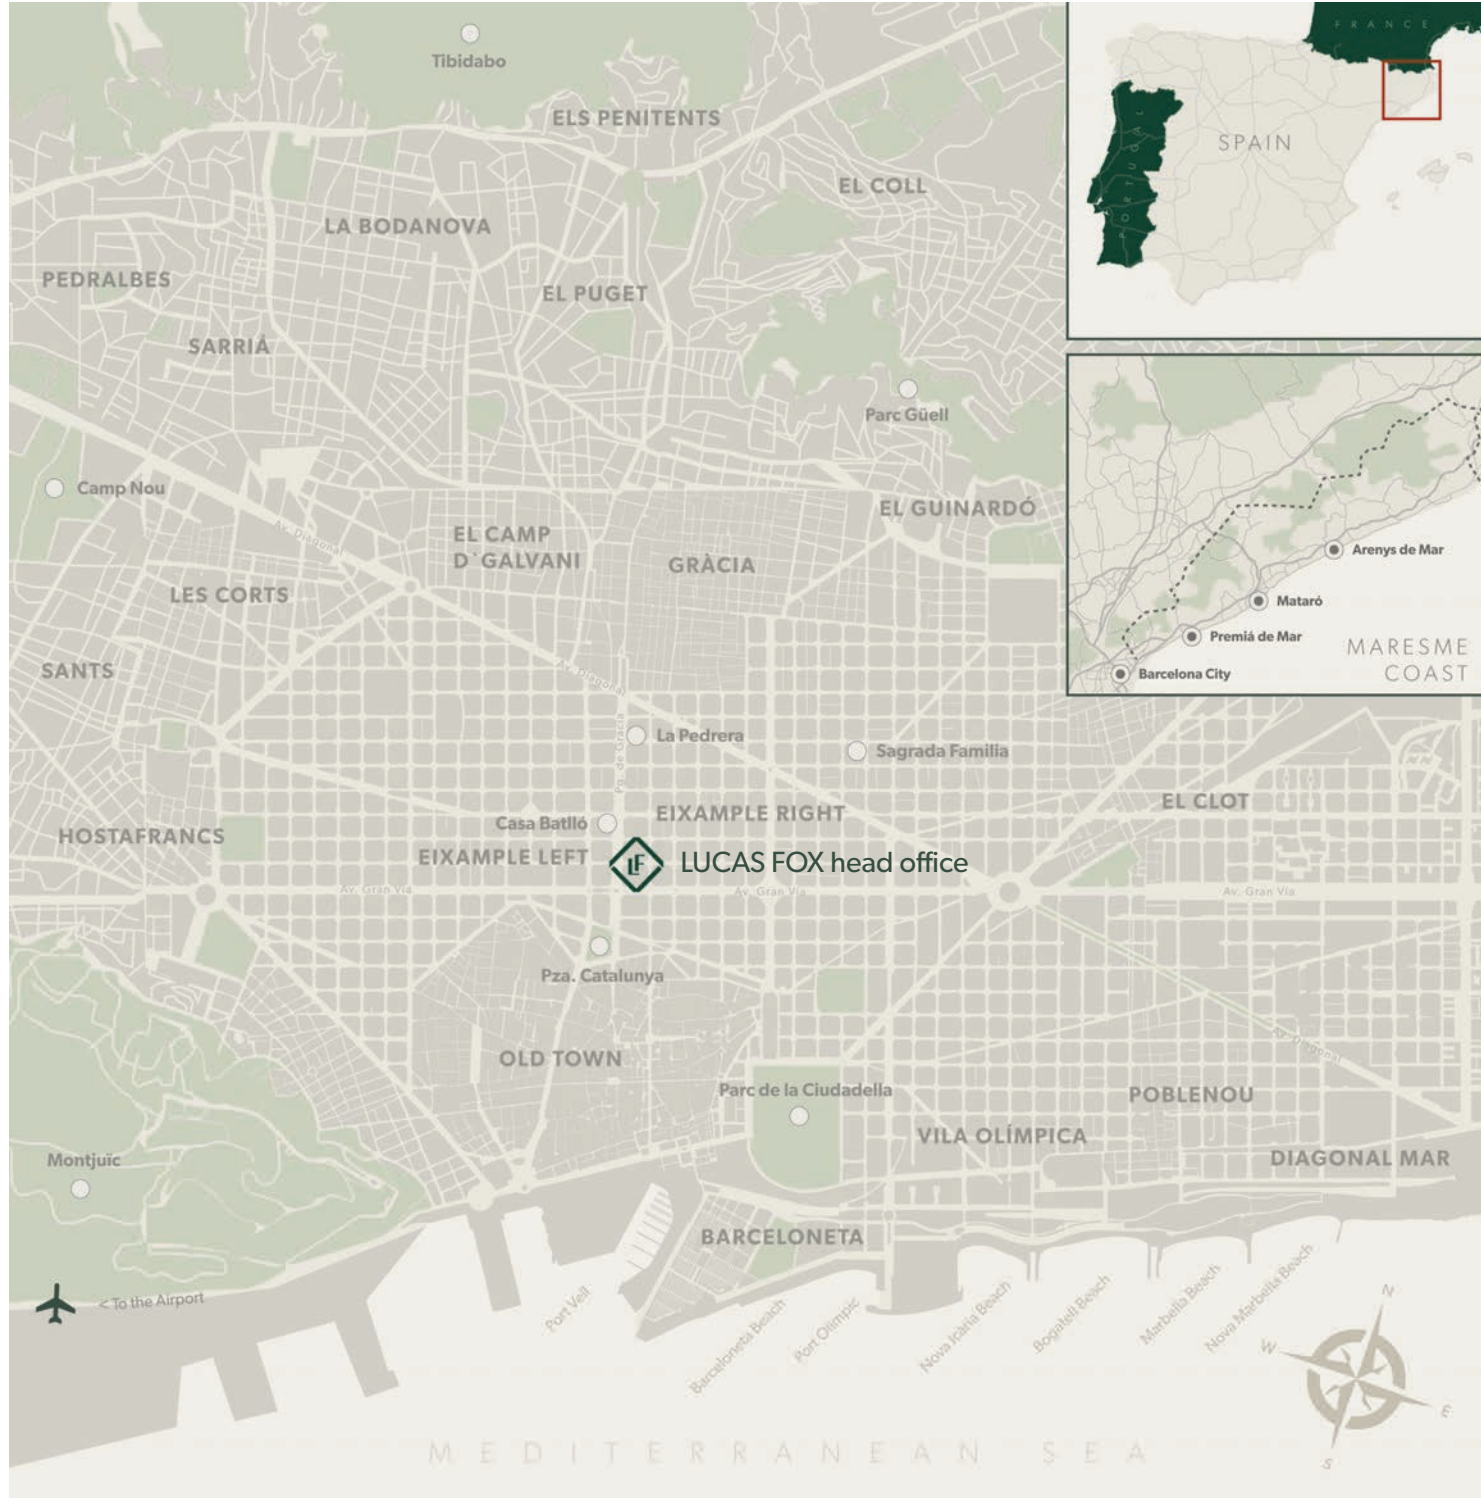 FRANCE
PORTUGAL
SPAIN
Tibidabo
ELS PENITENTS
EL COLL
LA BODANOVA
PEDRALBES
EL PUGET
SARRIÁ
Parc Güell
Camp Nou
Av. Diagonal
EL CAMP
D`GALVANI
GRÀCIA
EL GUINARDÓ
LES CORTS
SANTS
Arenys de Mar
Mataró
Premiá de Mar
Barcelona City
MARESME
COAST
Av. Diagonal
Pg. de Gràcia
La Pedrera
Sagrada Familia
EL CLOT
EIXAMPLE RIGHT
Casa Batlló
HOSTAFRANCS
EIXAMPLE LEFT
LF
LUCAS FOX head office
Av. Gran Vía
Av. Gran Vía
Av. Gran Vía
Pza. Catalunya
OLD TOWN
Av. Diagonal
Parc de la Ciudadella
POBLENOU
VILA OLÍMPICA
DIAGONAL MAR
Montjuïc
BARCELONETA
< To the Airport
Port Vell
Barceloneta Beach
Port Olímpic
Nova Icària Beach
Bogatell Beach
Marbella Beach
Nova Marbella Beach
N
W
E
S
MEDITERRANEAN SEA